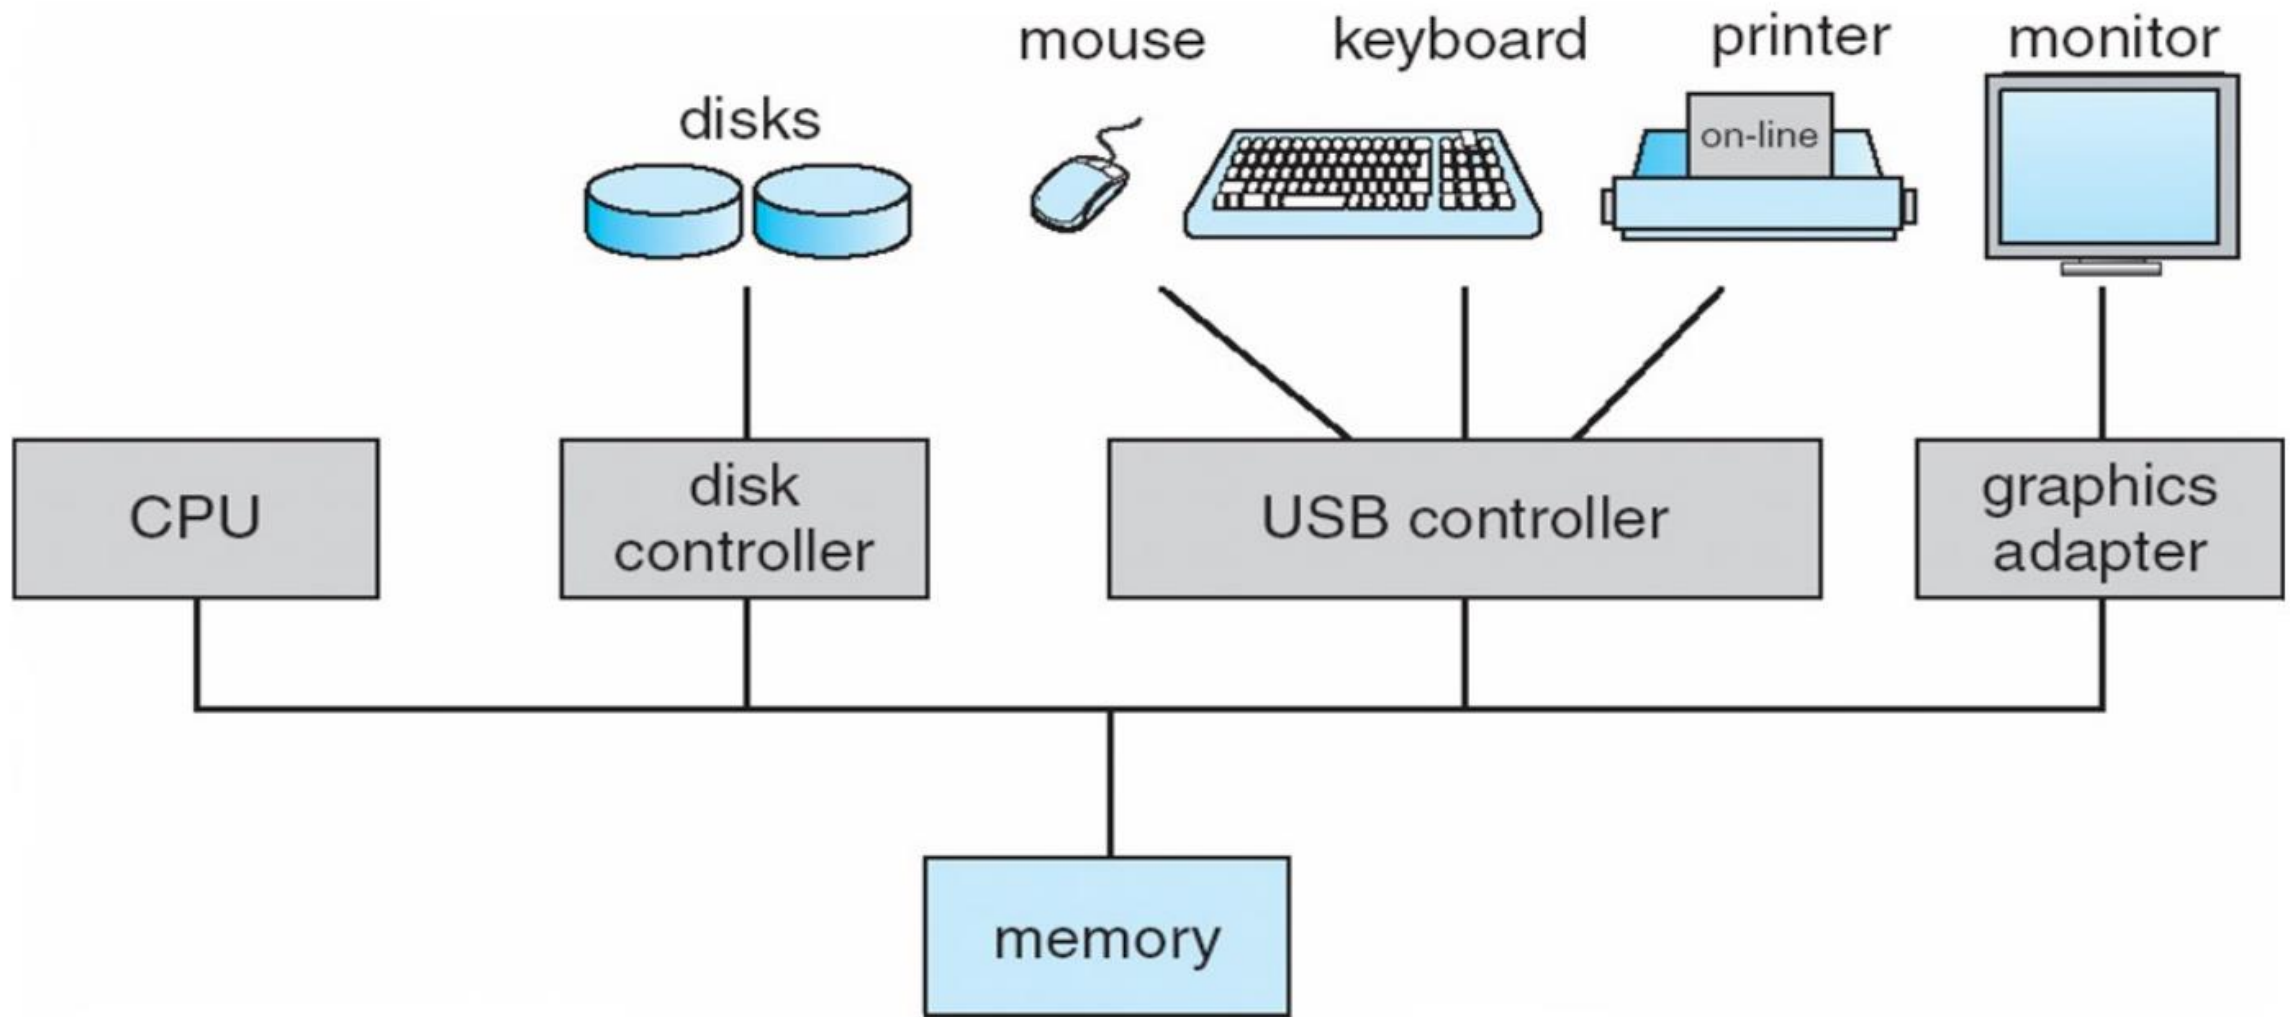 mouse
keyboard
printer
monitor
disks
on-line
CPU
disk
controller
USB controller
graphics
adapter
memory